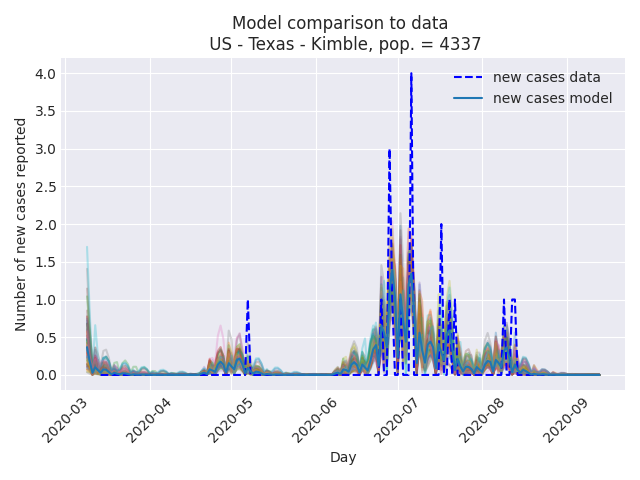 Model comparison to data
US - Texas - Kimble, pop. = 4337
new cases data
new cases model
Number of new cases reported
4.0
3.5
3.0
2.5
2.0
1.5
1.0
0.5
0.0
2020-03
2020-04
2020-05
2020-06
2020-07
2020-08
2020-09
Day